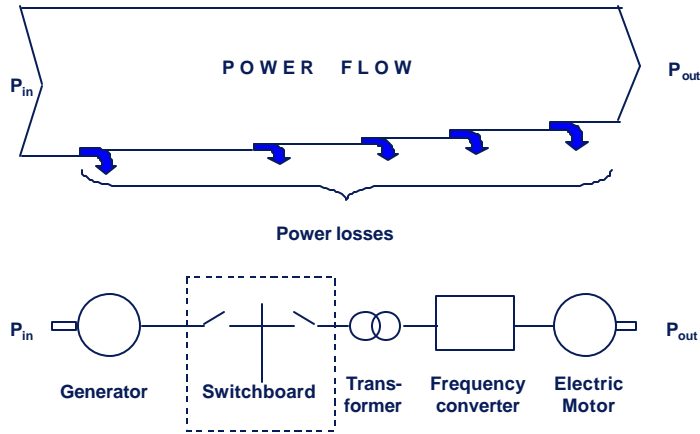 POWER FLOW
Pin
Pout
Power losses
Pin
Pout
Generator
Switchboard
Trans-
former
Frequency
converter
Electric
Motor